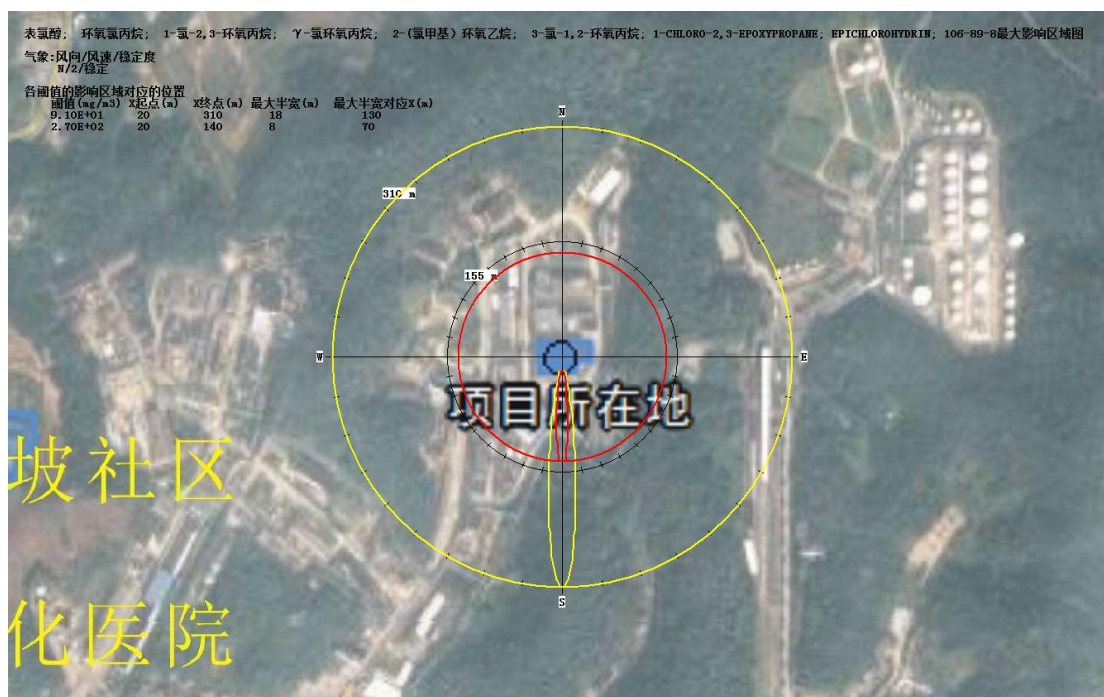 表氯醇; 环氧氯丙烷; 1-氯-2,3-环氧丙烷; γ-氯环氧丙烷; 2-(氯甲基) 环氧乙烷; 3-氯-1,2-环氧丙烷; 1-CHLORO-2,3-EPOXYPROPANE; EPICHLOROHYDRIN; 106-89-8最大影响区域图
气象:风向/风速/稳定度
N/2/稳定
各阈值的影响区域对应的位置
阈值(mg/m3) X起点(m) X终点(m) 最大半宽(m) 最大半宽对应X(m)
9.10E+01 20 310 18 130
2.70E+02 20 140 8 70
N
310 m
155 m
W
E
项目所在地
坡社区
S
化医院